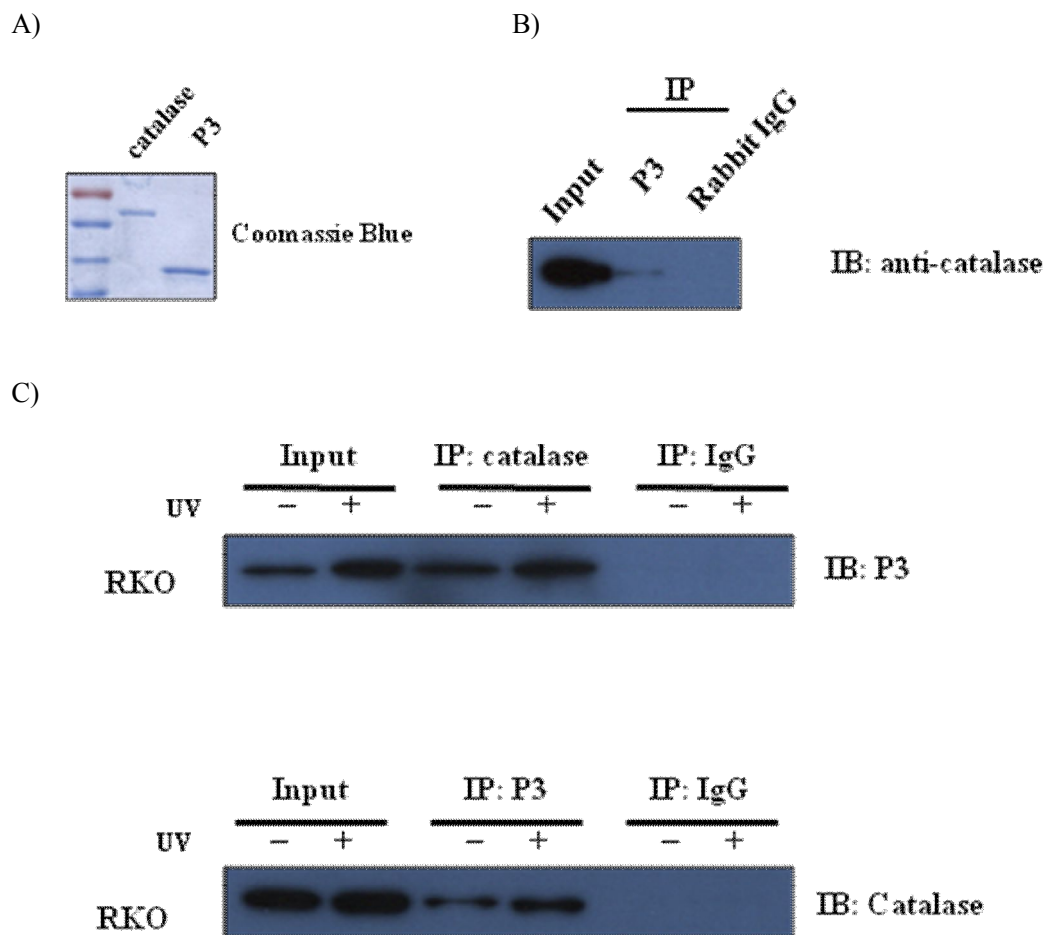 A)
catalase P3
Coomassie Blue
B)
IP
Input P3 Rabbit IgG
IB: anti-catalase
C)
Input IP: catalase IP: IgG
UV − + − + − +
RKO IB: P3
Input IP: P3 IP: IgG
UV − + − + − +
RKO IB: Catalase